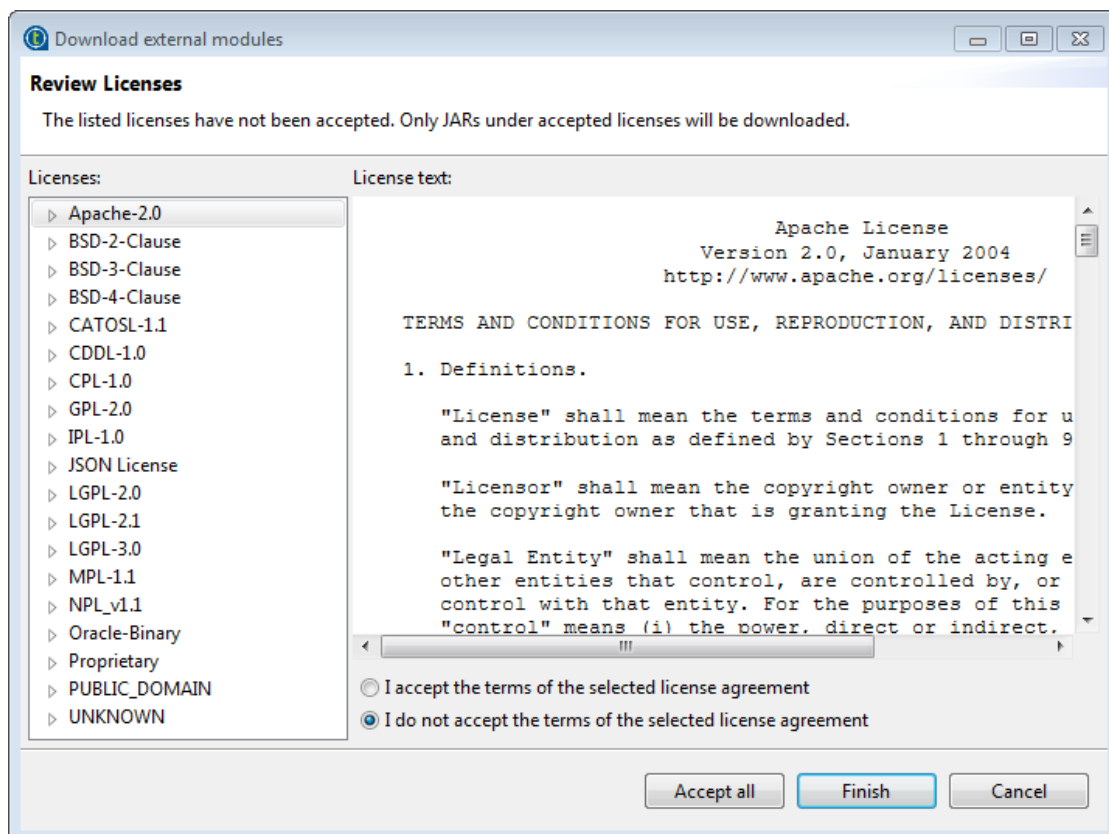 Download external modules
Review Licenses
The listed licenses have not been accepted. Only JARs under accepted licenses will be downloaded.
Licenses:
Apache-2.0
BSD-2-Clause
BSD-3-Clause
BSD-4-Clause
CATOSL-1.1
CDDL-1.0
CPL-1.0
GPL-2.0
IPL-1.0
JSON License
LGPL-2.0
LGPL-2.1
LGPL-3.0
MPL-1.1
NPL_v1.1
Oracle-Binary
Proprietary
PUBLIC_DOMAIN
UNKNOWN
License text:
Apache License
Version 2.0, January 2004
http://www.apache.org/licenses/
TERMS AND CONDITIONS FOR USE, REPRODUCTION, AND DISTRI
1. Definitions.
"License" shall mean the terms and conditions for u
and distribution as defined by Sections 1 through 9
"Licensor" shall mean the copyright owner or entity
the copyright owner that is granting the License.
"Legal Entity" shall mean the union of the acting e
other entities that control, are controlled by, or
control with that entity. For the purposes of this
"control" means (i) the power, direct or indirect,
I accept the terms of the selected license agreement
I do not accept the terms of the selected license agreement
Accept all
Finish
Cancel